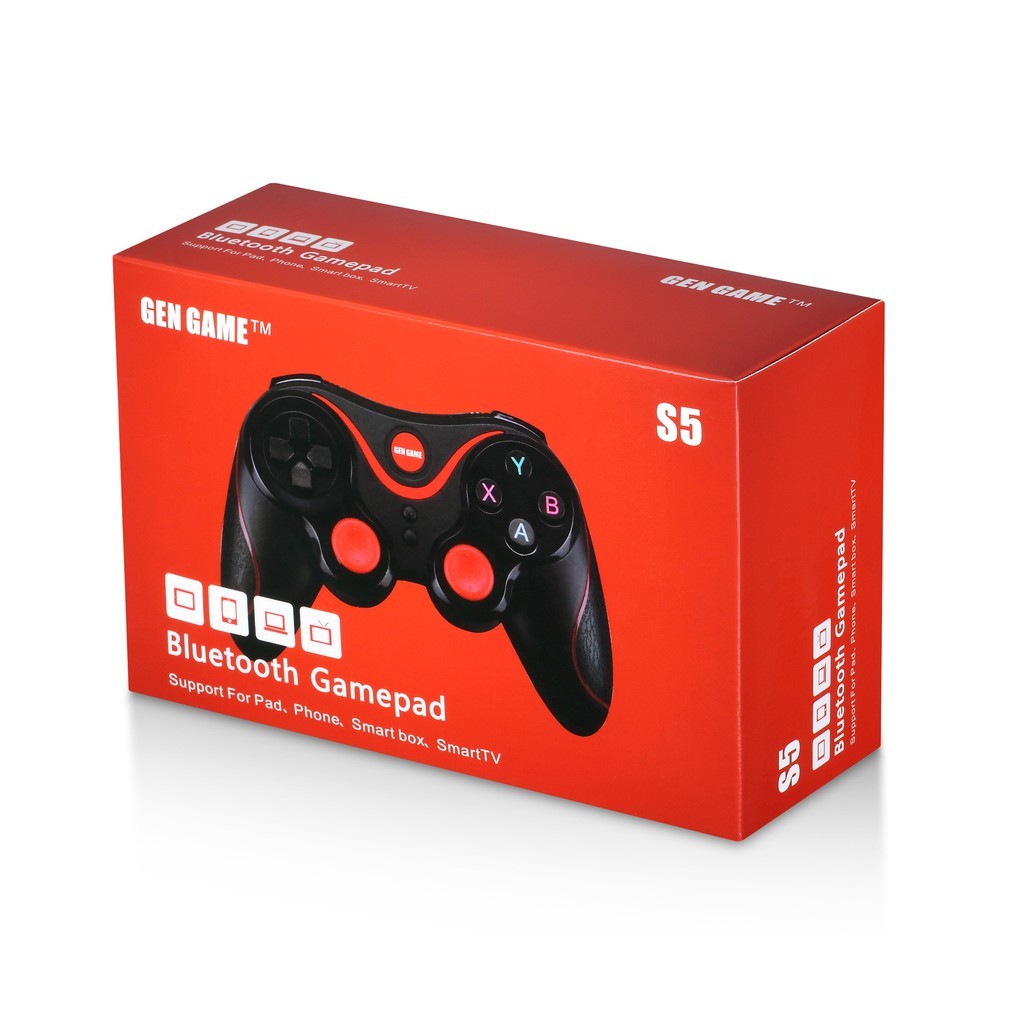 Bluetooth Gamepad
Support For Pad、Phone、Smart box、SmartTV
GEN GAME™
GEN GAME™
S5
GEN GAME
Y
X
B
A
Bluetooth Gamepad
Support For Pad、Phone、Smart box、SmartTV
S5
Bluetooth Gamepad
Support For Pad、Phone、Smart box、SmartTV